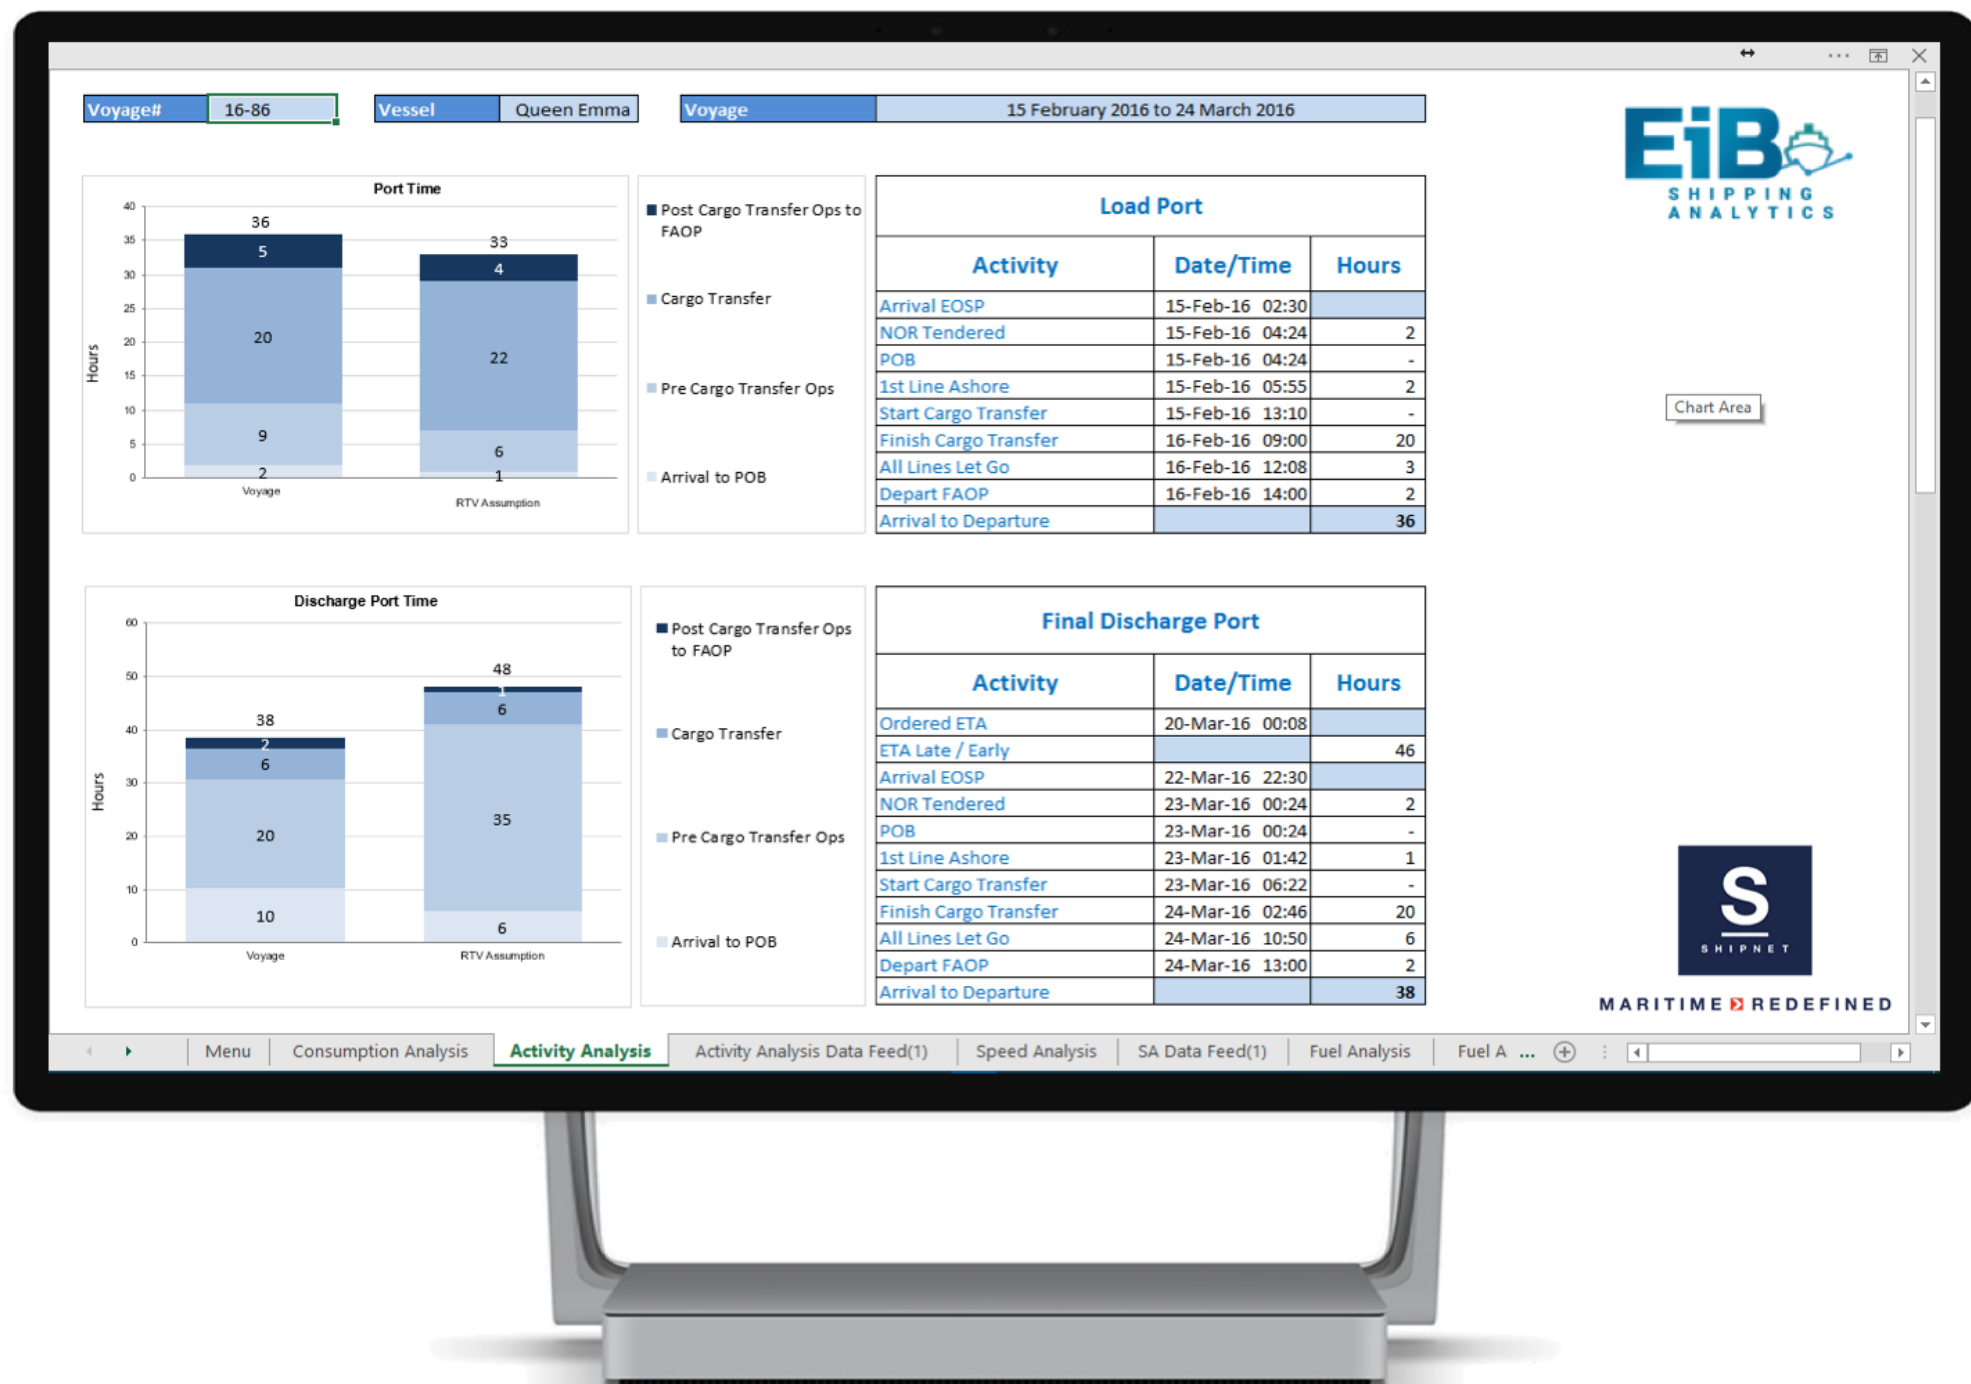 Voyage# 16-86 Vessel Queen Emma Voyage 15 February 2016 to 24 March 2016
EiB
SHIPPING
ANALYTICS
Port Time
Hours
40
35
30
25
20
15
10
5
0
36
5
20
9
2
Voyage
33
4
22
6
1
RTV Assumption
Post Cargo Transfer Ops to
FAOP
Cargo Transfer
Pre Cargo Transfer Ops
Arrival to POB
Load Port
Activity Date/Time Hours
Arrival EOSP 15-Feb-16 02:30
NOR Tendered 15-Feb-16 04:24 2
POB 15-Feb-16 04:24 -
1st Line Ashore 15-Feb-16 05:55 2
Start Cargo Transfer 15-Feb-16 13:10 -
Finish Cargo Transfer 16-Feb-16 09:00 20
All Lines Let Go 16-Feb-16 12:08 3
Depart FAOP 16-Feb-16 14:00 2
Arrival to Departure 36
Chart Area
Discharge Port Time
Hours
60
50
40
30
20
10
0
38
2
6
20
10
Voyage
48
1
6
35
6
RTV Assumption
Post Cargo Transfer Ops
to FAOP
Cargo Transfer
Pre Cargo Transfer Ops
Arrival to POB
Final Discharge Port
Activity Date/Time Hours
Ordered ETA 20-Mar-16 00:08
ETA Late / Early 46
Arrival EOSP 22-Mar-16 22:30
NOR Tendered 23-Mar-16 00:24 2
POB 23-Mar-16 00:24 -
1st Line Ashore 23-Mar-16 01:42 1
Start Cargo Transfer 23-Mar-16 06:22 -
Finish Cargo Transfer 24-Mar-16 02:46 20
All Lines Let Go 24-Mar-16 10:50 6
Depart FAOP 24-Mar-16 13:00 2
Arrival to Departure 38
S
SHIPNET
MARITIME REDEFINED
Menu Consumption Analysis Activity Analysis Activity Analysis Data Feed(1) Speed Analysis SA Data Feed(1) Fuel Analysis Fuel A ...